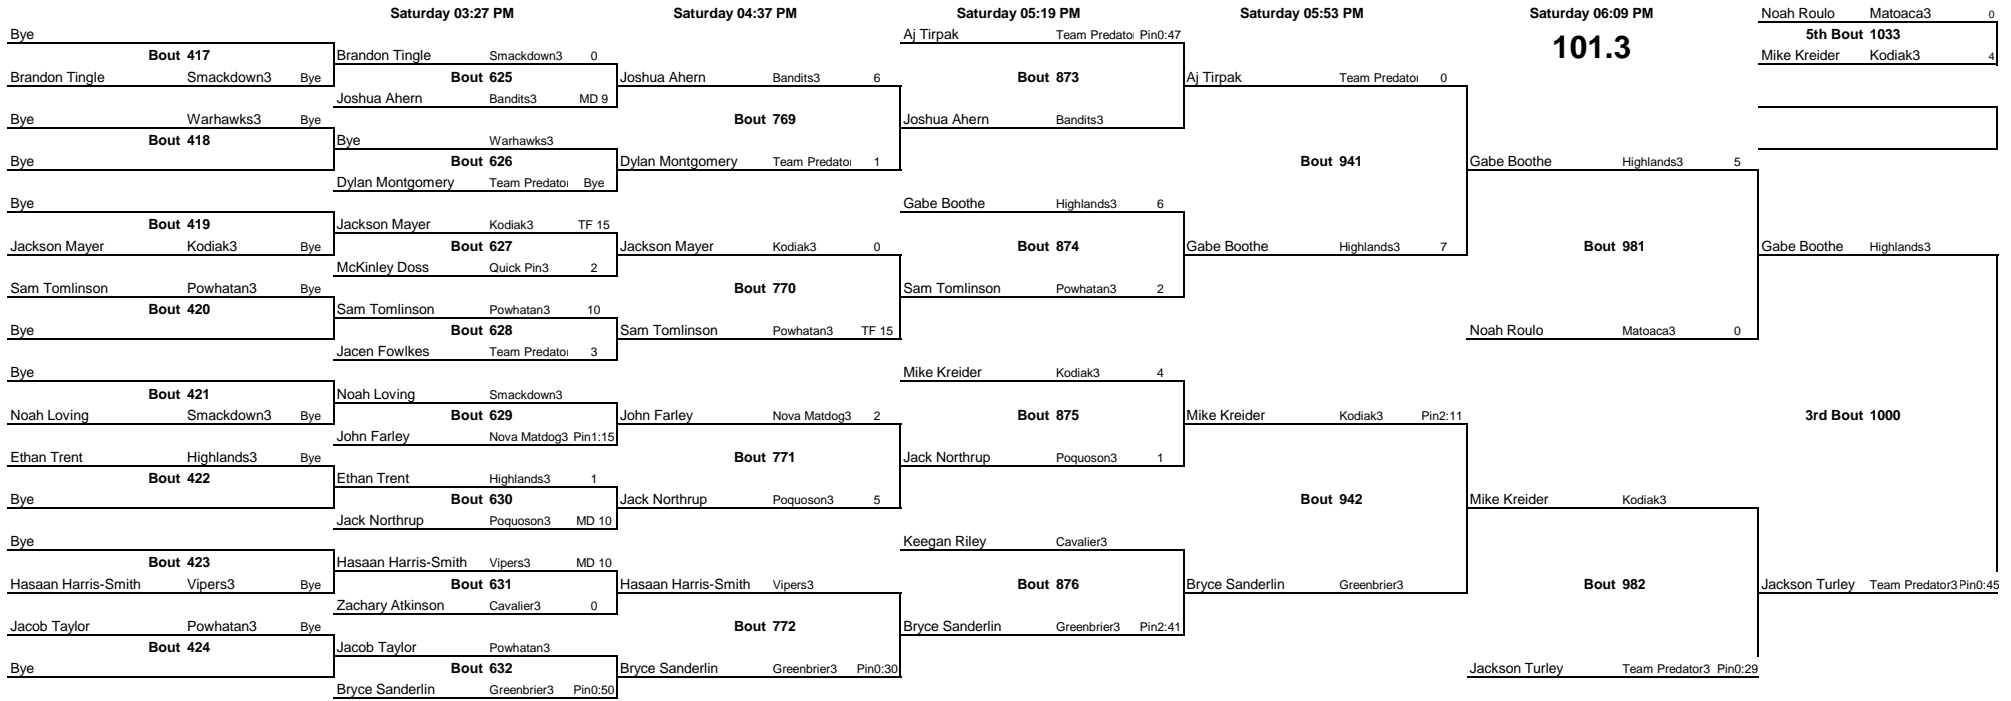 Saturday 03:27 PM Saturday 04:37 PM Saturday 05:19 PM Saturday 05:53 PM Saturday 06:09 PM Noah Roulo Matoaca3 0
Bye Aj Tirpak Team Predato Pin0:47 101.3 5th Bout 1033
Bout 417 Brandon Tingle Smackdown3 0 Mike Kreider Kodiak3 4
Brandon Tingle Smackdown3 Bye Bout 625 Joshua Ahern Bandits3 6 Bout 873 Aj Tirpak Team Predato 0
Joshua Ahern Bandits3 MD 9
Bye Warhawks3 Bye Bout 769 Joshua Ahern Bandits3
Bout 418 Bye Warhawks3
Bye Bout 626 Dylan Montgomery Team Predato 1 Bout 941 Gabe Boothe Highlands3 5
Dylan Montgomery Team Predato Bye
Bye Gabe Boothe Highlands3 6
Bout 419 Jackson Mayer Kodiak3 TF 15
Jackson Mayer Kodiak3 Bye Bout 627 Jackson Mayer Kodiak3 0 Bout 874 Gabe Boothe Highlands3 7 Bout 981 Gabe Boothe Highlands3
McKinley Doss Quick Pin3 2
Sam Tomlinson Powhatan3 Bye Bout 770 Sam Tomlinson Powhatan3 2
Bout 420 Sam Tomlinson Powhatan3 10
Bye Bout 628 Sam Tomlinson Powhatan3 TF 15 Noah Roulo Matoaca3 0
Jacen Fowlkes Team Predato 3
Bye Mike Kreider Kodiak3 4
Bout 421 Noah Loving Smackdown3
Noah Loving Smackdown3 Bye Bout 629 John Farley Nova Matdog3 2 Bout 875 Mike Kreider Kodiak3 Pin2:11 3rd Bout 1000
John Farley Nova Matdog3 Pin1:15
Ethan Trent Highlands3 Bye Bout 771 Jack Northrup Poquoson3 1
Bout 422 Ethan Trent Highlands3 1
Bye Bout 630 Jack Northrup Poquoson3 5 Bout 942 Mike Kreider Kodiak3
Jack Northrup Poquoson3 MD 10
Bye Keegan Riley Cavalier3
Bout 423 Hasaan Harris-Smith Vipers3 MD 10
Hasaan Harris-Smith Vipers3 Bye Bout 631 Hasaan Harris-Smith Vipers3 Bout 876 Bryce Sanderlin Greenbrier3 Bout 982 Jackson Turley Team Predator3 Pin0:45
Zachary Atkinson Cavalier3 0
Jacob Taylor Powhatan3 Bye Bout 772 Bryce Sanderlin Greenbrier3 Pin2:41
Bout 424 Jacob Taylor Powhatan3
Bye Bout 632 Bryce Sanderlin Greenbrier3 Pin0:30 Jackson Turley Team Predator3 Pin0:29
Bryce Sanderlin Greenbrier3 Pin0:50